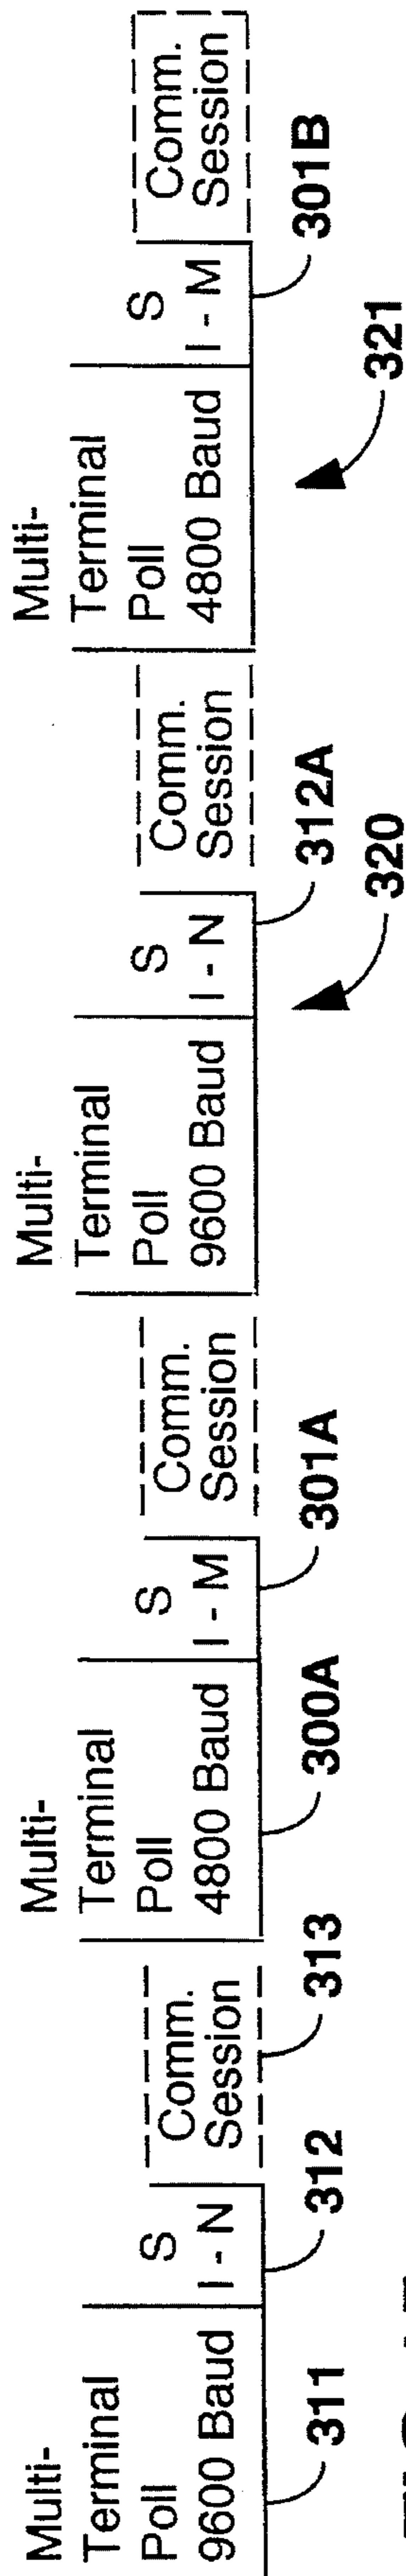 Multi-
Terminal
Poll
9600 Baud
S
I - N
Comm.
Session
Multi-
Terminal
Poll
4800 Baud
S
I - M
Comm.
Session
Multi-
Terminal
Poll
9600 Baud
S
I - N
Comm.
Session
Multi-
Terminal
Poll
4800 Baud
S
I - M
Comm.
Session
311
312
313
300A
301A
312A
320
301B
321